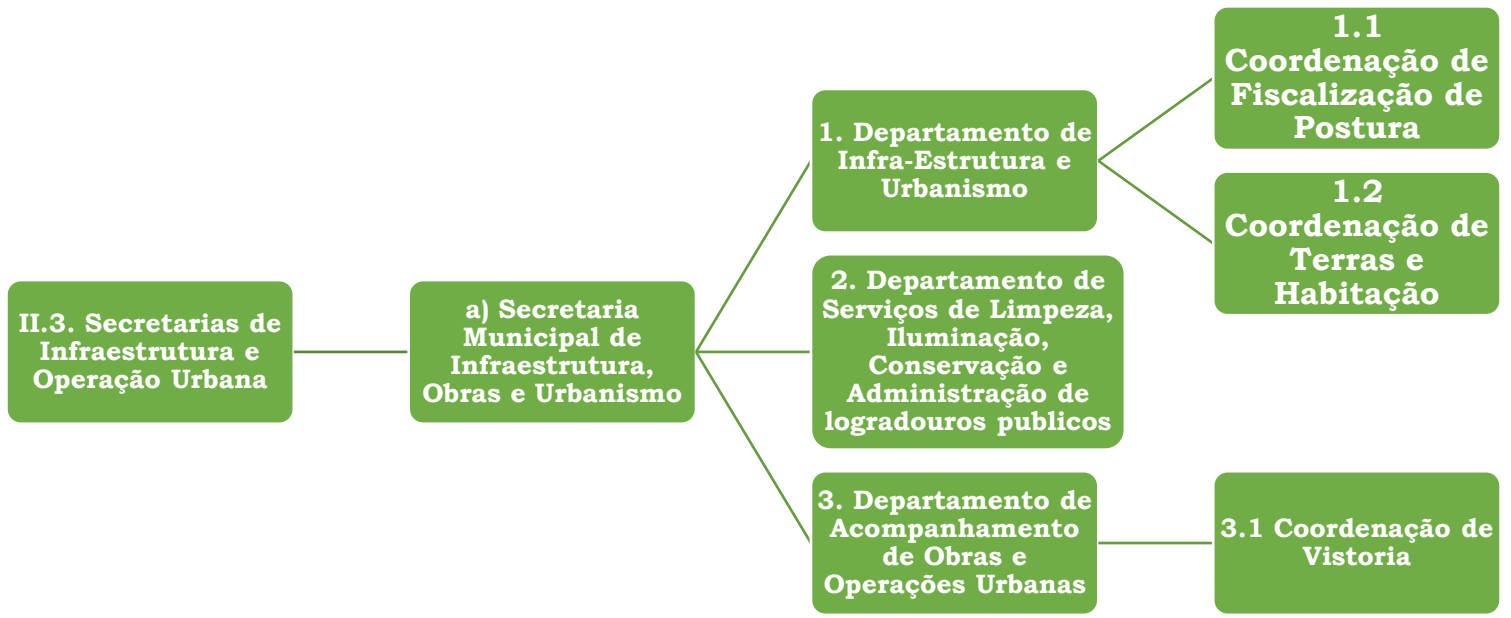 II.3. Secretarias de
Infraestrutura e
Operação Urbana
a) Secretaria
Municipal de
Infraestrutura,
Obras e Urbanismo
1. Departamento de
Infra-Estrutura e
Urbanismo
1.1
Coordenação de
Fiscalização de
Postura
1.2
Coordenação de
Terras e
Habitação
2. Departamento de
Serviços de Limpeza,
Iluminação,
Conservação e
Administração de
logradouros publicos
3. Departamento de
Acompanhamento
de Obras e
Operações Urbanas
3.1 Coordenação de
Vistoria